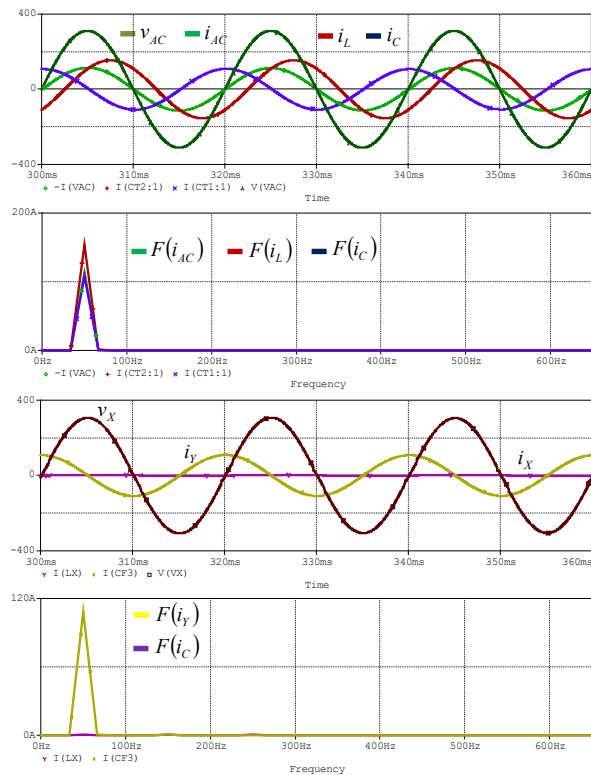 v_AC i_AC i_L i_C
400
0
-400
300ms 310ms 320ms 330ms 340ms 350ms 360ms
-I(VAC) I(CT2:1) I(CT1:1) V(VAC)
Time
200A
F(i_AC) F(i_L) F(i_C)
0A
0Hz 100Hz 200Hz 300Hz 400Hz 500Hz 600Hz
-I(VAC) I(CT2:1) I(CT1:1)
Frequency
400
v_X
i_Y i_X
0
-400
300ms 310ms 320ms 330ms 340ms 350ms 360ms
I(LX) I(CF3) V(VX)
Time
120A
F(i_Y)
F(i_C)
0A
0Hz 100Hz 200Hz 300Hz 400Hz 500Hz 600Hz
I(LX) I(CF3)
Frequency